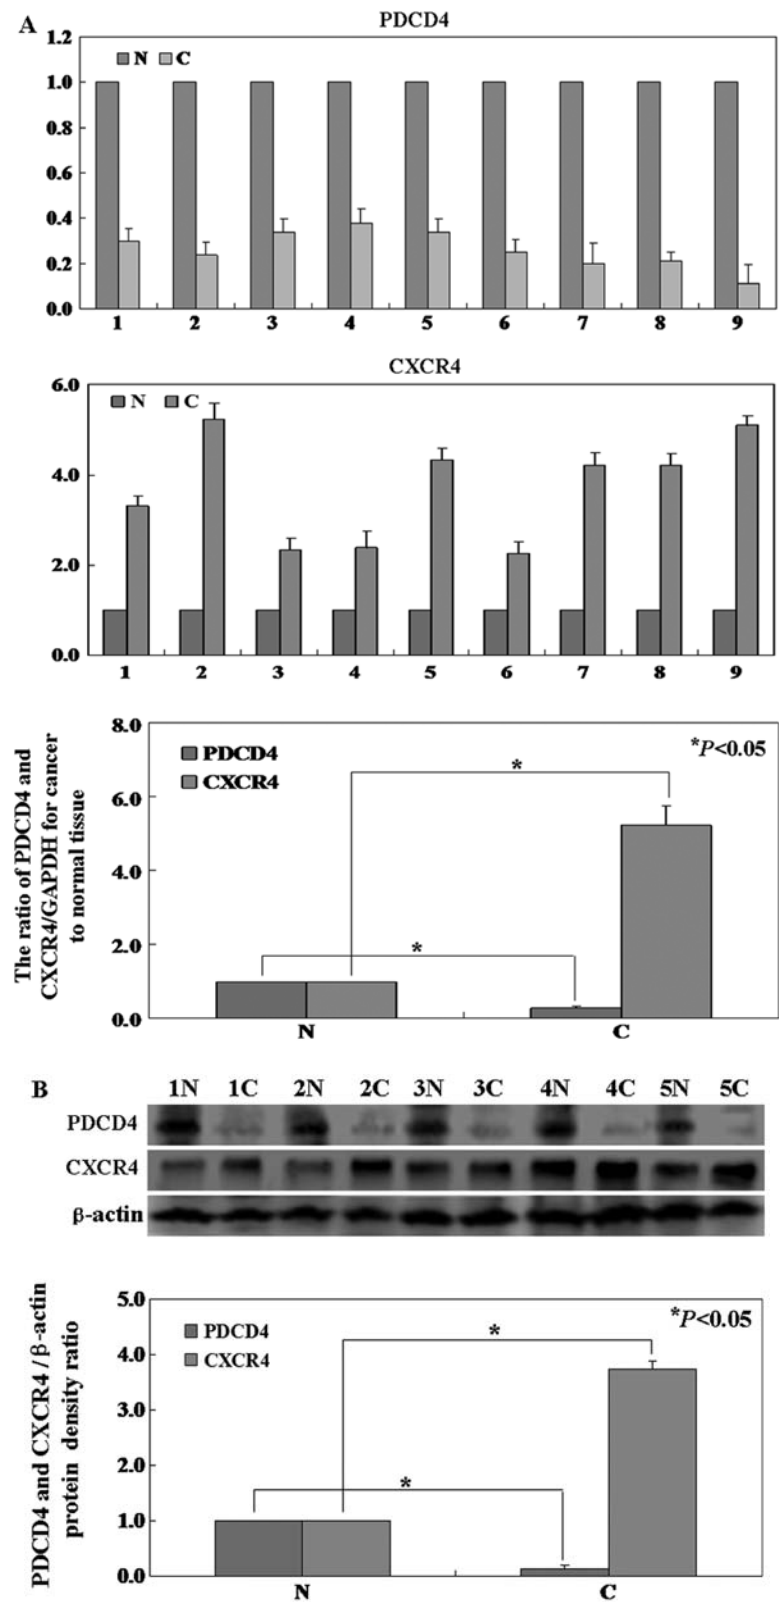 A
PDCD4
1.2
1.0
0.8
0.6
0.4
0.2
0.0
N C
1 2 3 4 5 6 7 8 9
CXCR4
6.0
4.0
2.0
0.0
N C
1 2 3 4 5 6 7 8 9
The ratio of PDCD4 and
CXCR4/GAPDH for cancer
to normal tissue
8.0
6.0
4.0
2.0
0.0
PDCD4
CXCR4
*P<0.05
*
*
N C
B
1N 1C 2N 2C 3N 3C 4N 4C 5N 5C
PDCD4
CXCR4
β-actin
PDCD4 and CXCR4 /β-actin
protein density ratio
5.0
4.0
3.0
2.0
1.0
0.0
PDCD4
CXCR4
*P<0.05
*
*
N C